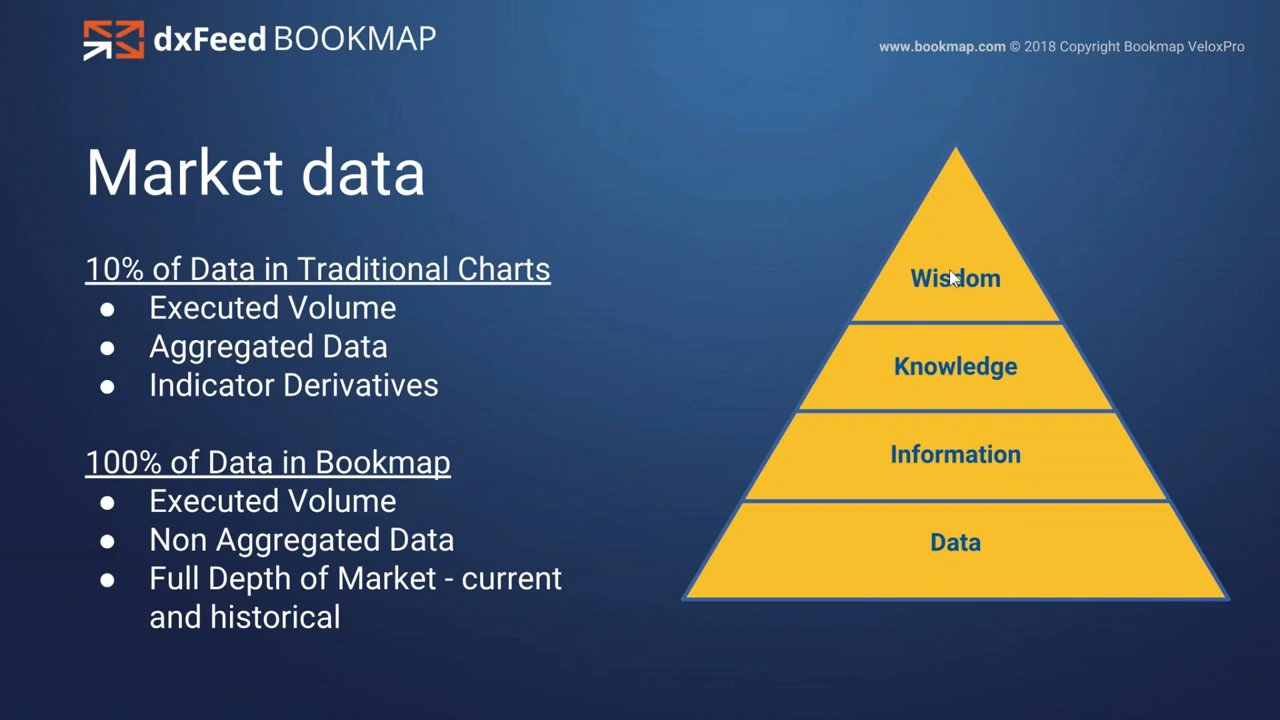 dxFeed BOOKMAP
www.bookmap.com © 2018 Copyright Bookmap VeloxPro
Market data
10% of Data in Traditional Charts
● Executed Volume
● Aggregated Data
● Indicator Derivatives
100% of Data in Bookmap
● Executed Volume
● Non Aggregated Data
● Full Depth of Market - current
and historical
Wisdom
Knowledge
Information
Data